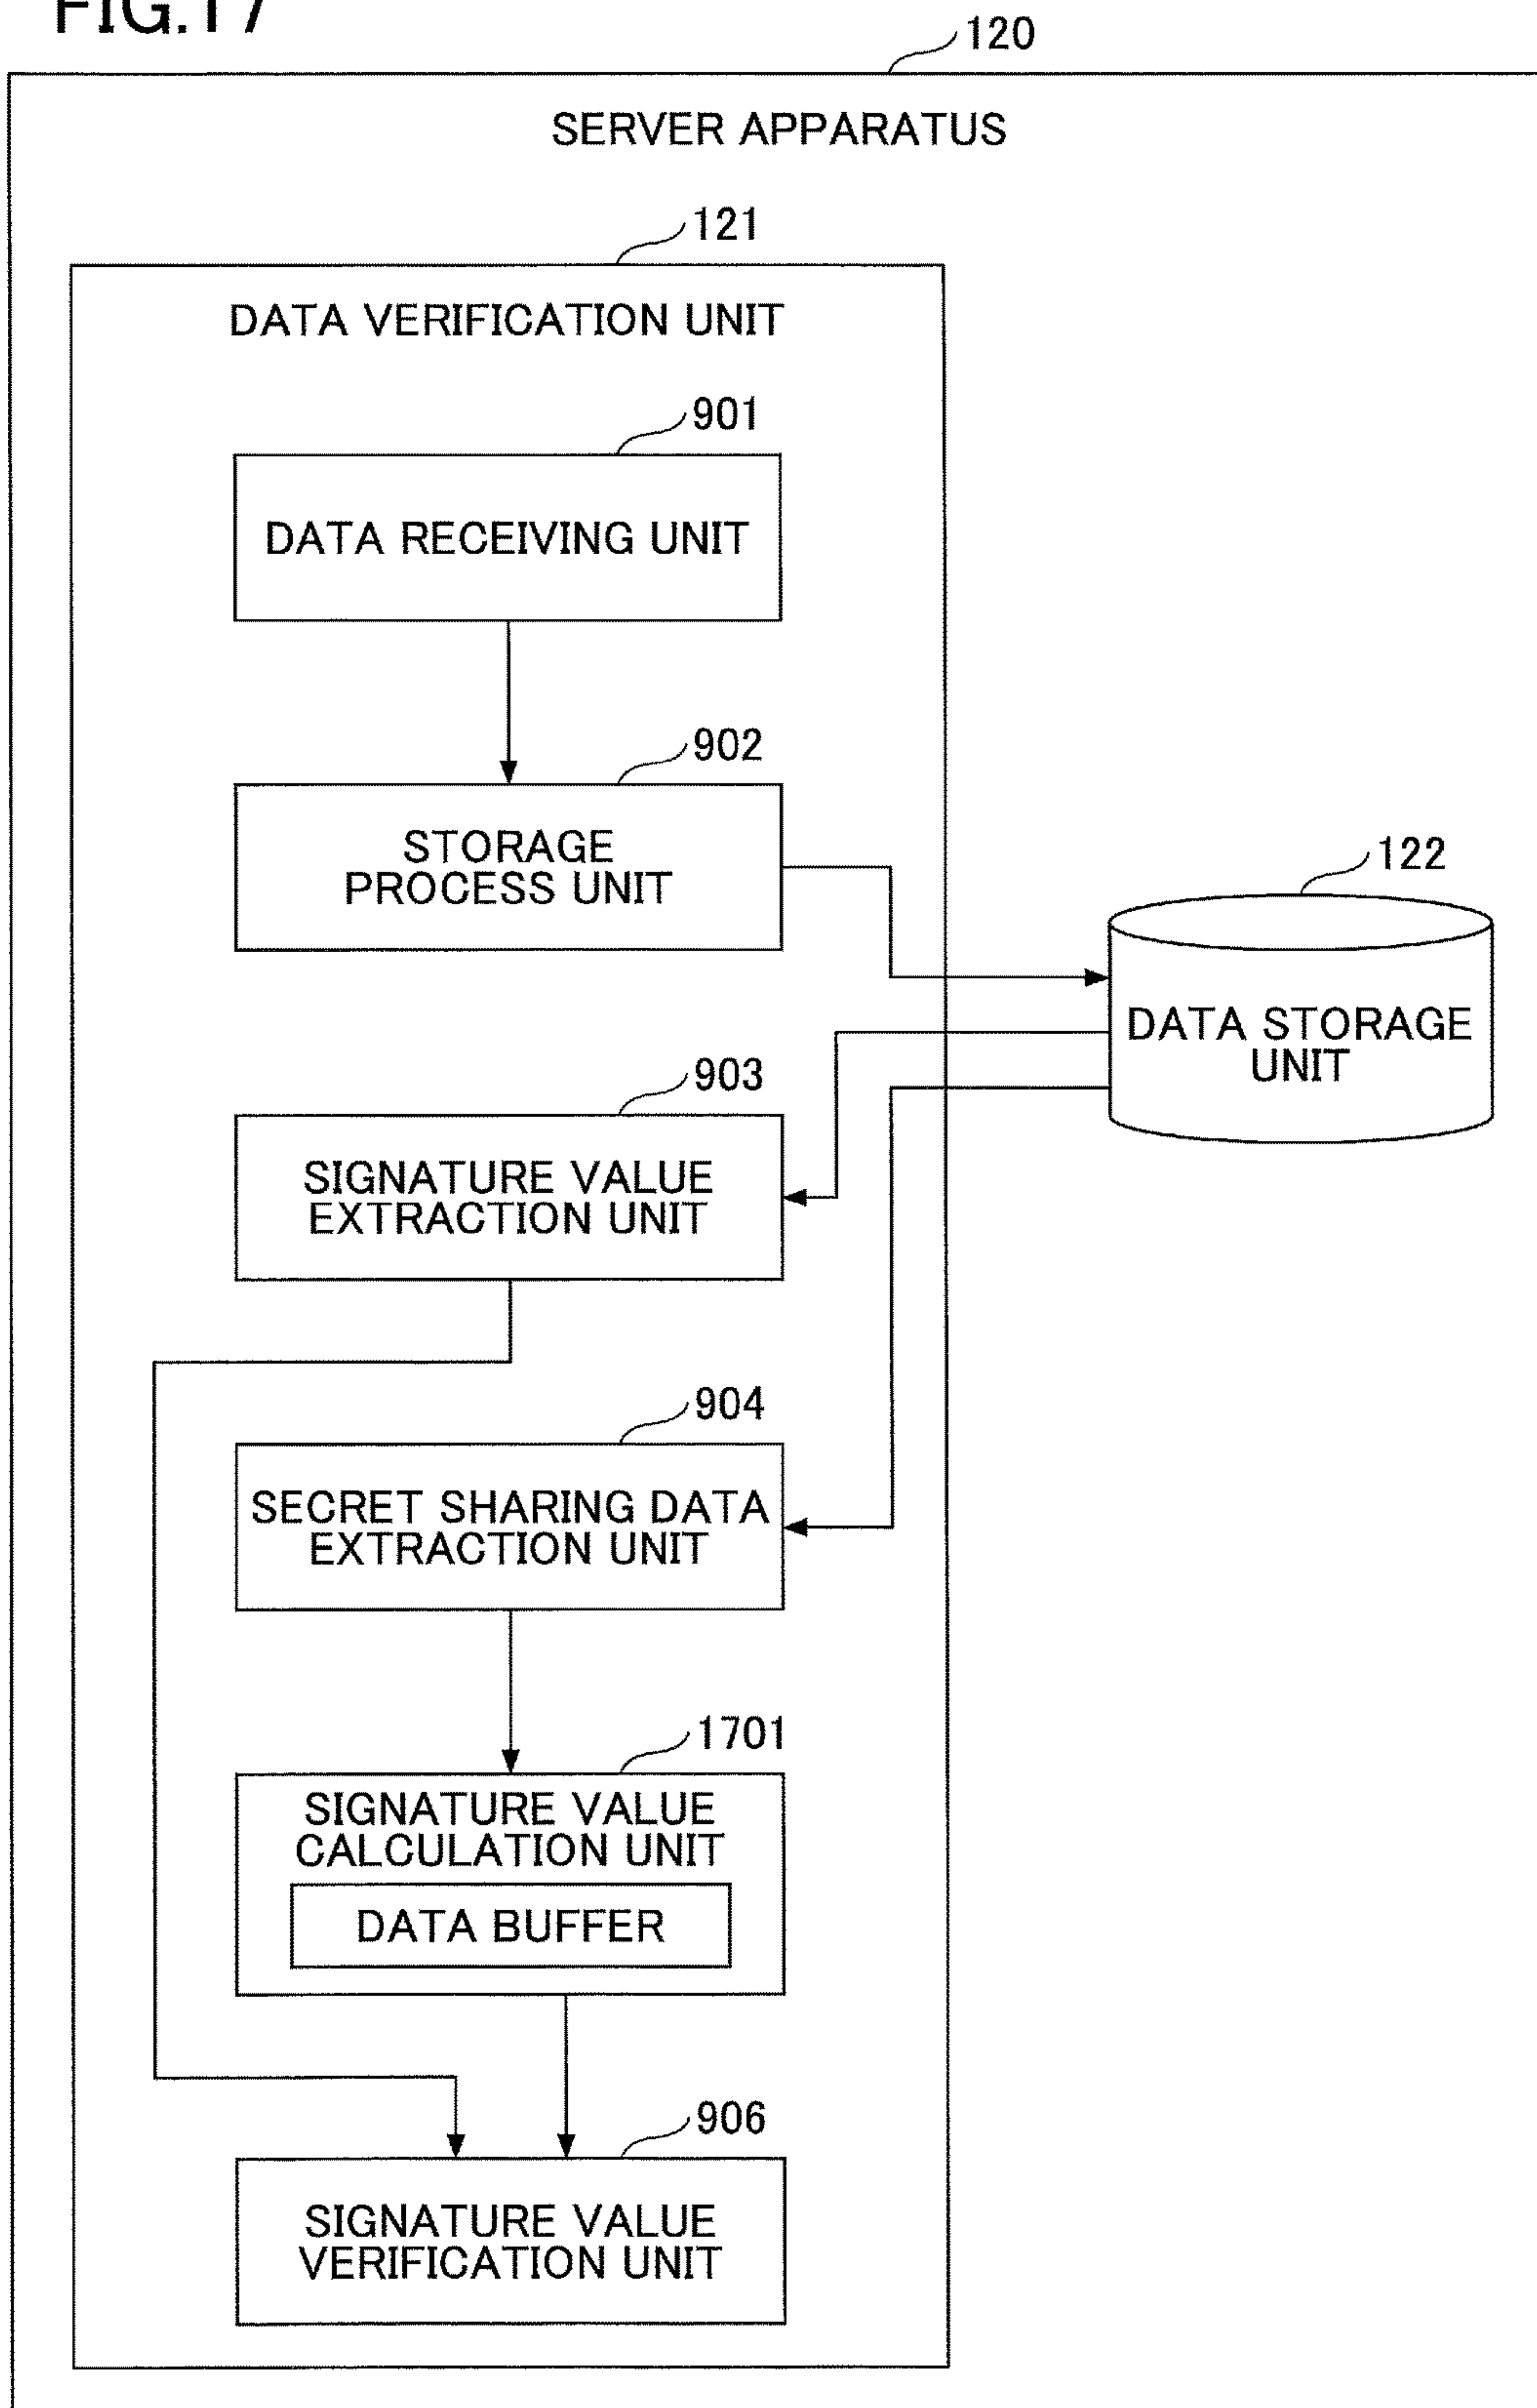 FIG.17
120
SERVER APPARATUS
121
DATA VERIFICATION UNIT
901
DATA RECEIVING UNIT
902
STORAGE
PROCESS UNIT
122
DATA STORAGE
UNIT
903
SIGNATURE VALUE
EXTRACTION UNIT
904
SECRET SHARING DATA
EXTRACTION UNIT
1701
SIGNATURE VALUE
CALCULATION UNIT
DATA BUFFER
906
SIGNATURE VALUE
VERIFICATION UNIT